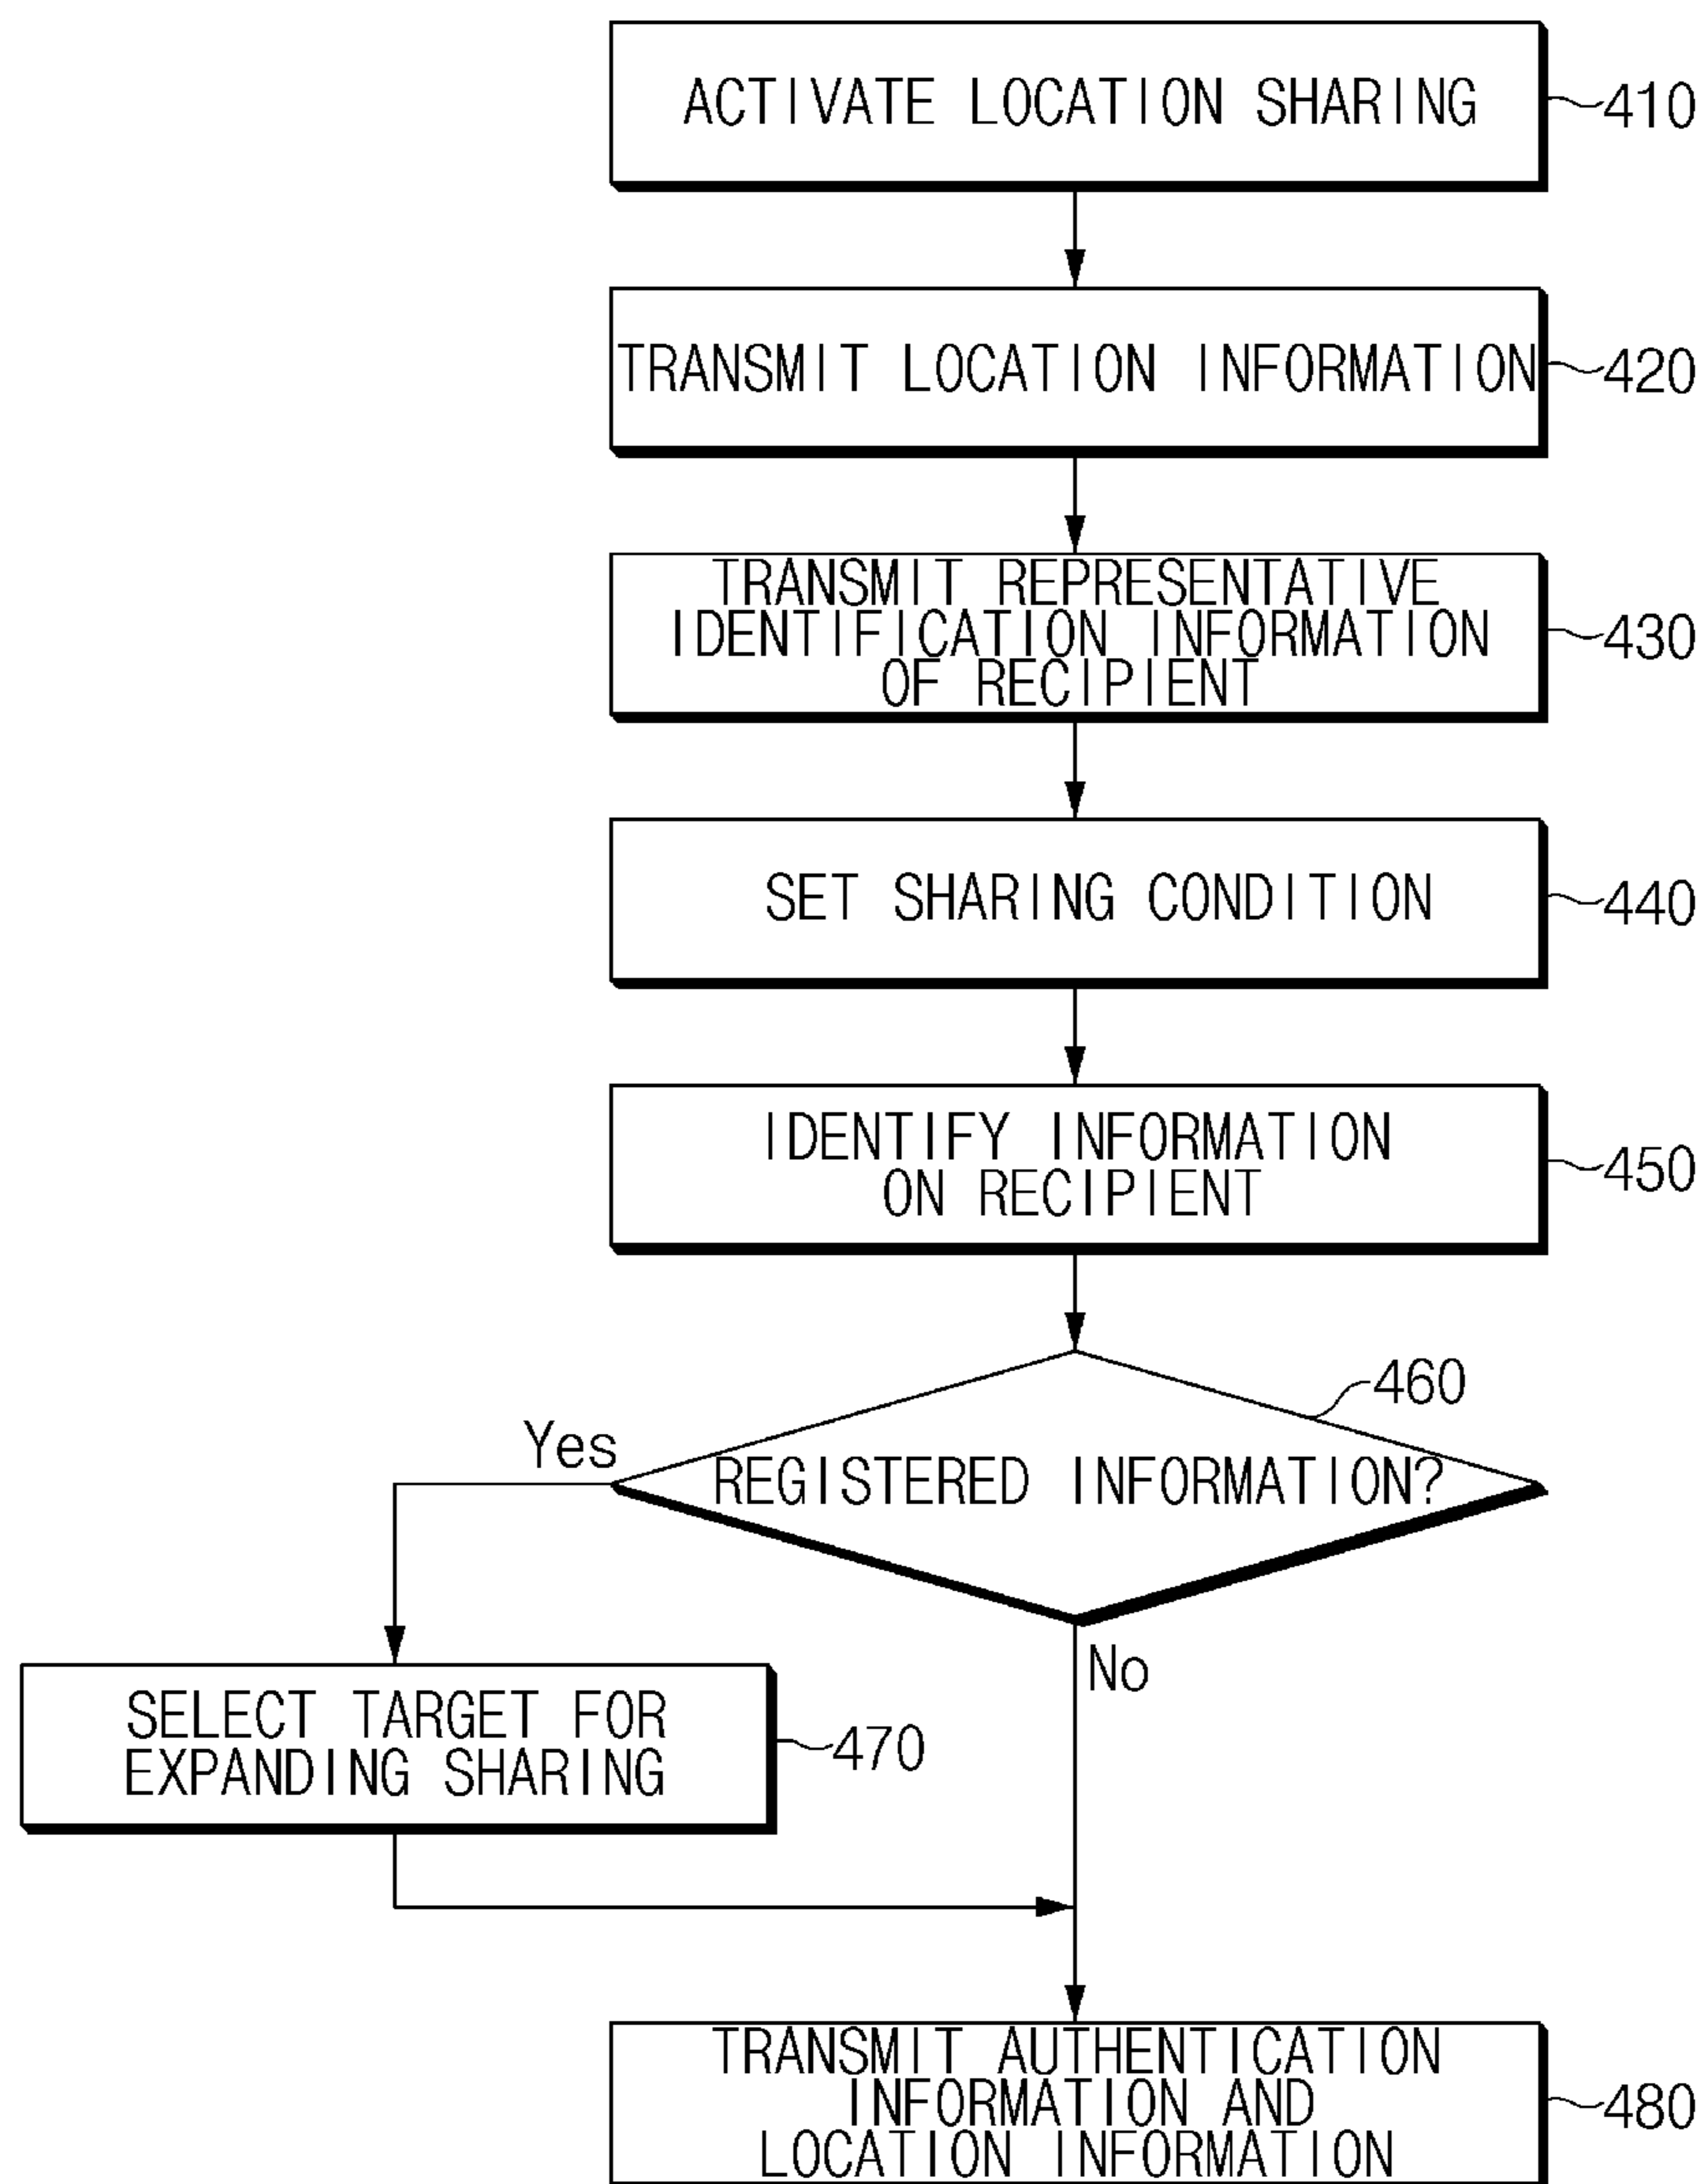 ACTIVATE LOCATION SHARING
410
TRANSMIT LOCATION INFORMATION
420
TRANSMIT REPRESENTATIVE
IDENTIFICATION INFORMATION
OF RECIPIENT
430
SET SHARING CONDITION
440
IDENTIFY INFORMATION
ON RECIPIENT
450
460
Yes
REGISTERED INFORMATION?
No
SELECT TARGET FOR
EXPANDING SHARING
470
TRANSMIT AUTHENTICATION
INFORMATION AND
LOCATION INFORMATION
480